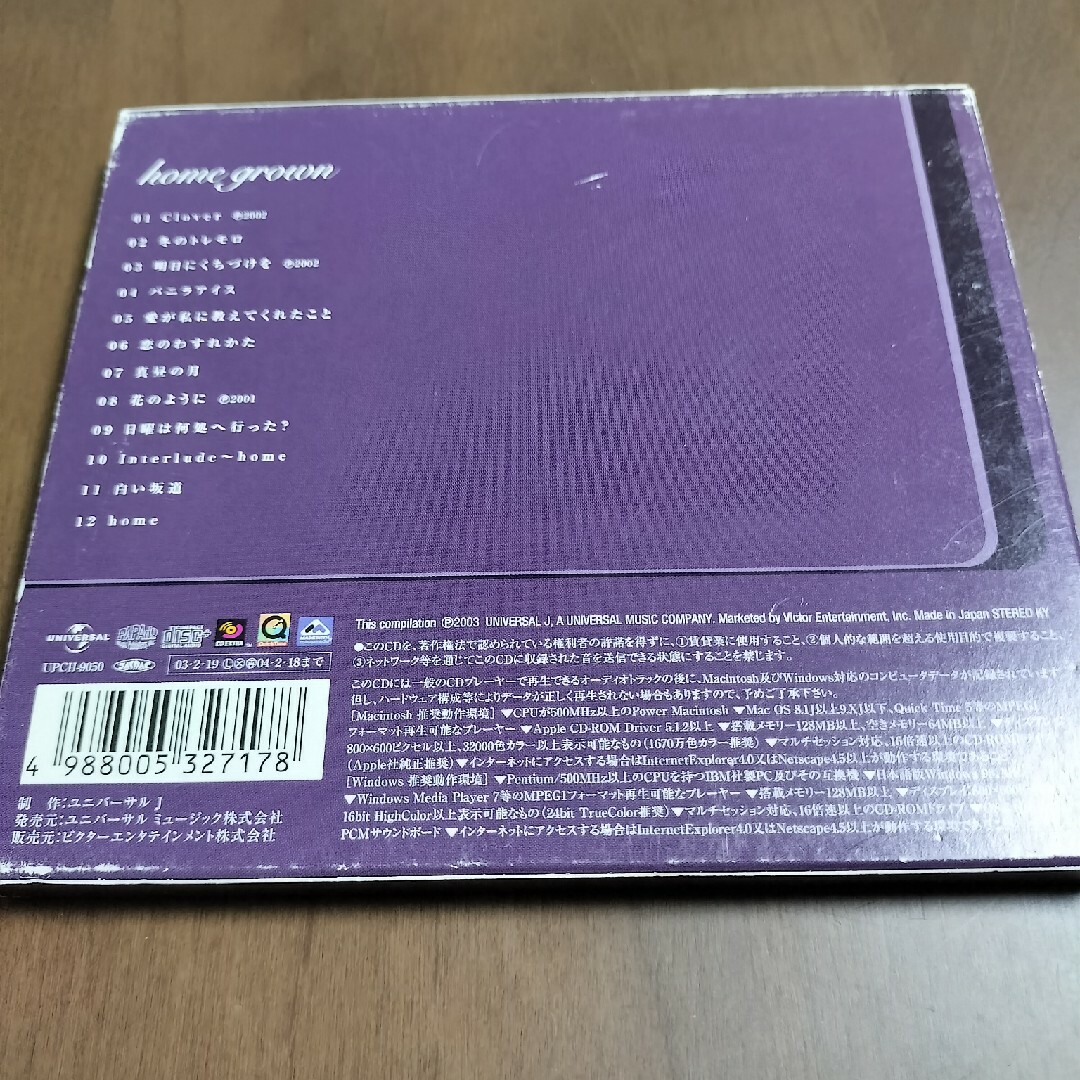 home grown
01 Clover ℗2002
02 冬のトレモロ
03 明日にくちづけを ℗2002
04 バニラアイス
05 愛が私に教えてくれたこと
06 恋のわすれかた
07 真昼の月
08 花のように ℗2001
09 日曜は何処へ行った?
10 Interlude~home
11 白い坂道
12 home
UNIVERSAL
UPCH-9050
03-2-19 04-2-18まで
4 988005 327178
制 作:ユニバーサル J
発売元:ユニバーサル ミュージック株式会社
販売元:ビクターエンタテインメント株式会社
This compilation ℗2003 UNIVERSAL J, A UNIVERSAL MUSIC COMPANY. Marketed by Victor Entertainment, Inc. Made in Japan STEREO KY
●このCDを、著作権法で認められている権利者の許諾を得ずに、①賃貸業に使用すること、②個人的な範囲を超える使用目的で複製すること、
③ネットワーク等を通じてこのCDに収録された音を送信できる状態にすることを禁じます。
このCDには一般のCDプレーヤーで再生できるオーディオトラックの後に、Macintosh及びWindows対応のコンピュータデータが記録されています
但し、ハードウェア構成等によりデータが正しく再生されない場合もありますので、予めご了承下さい。
[Macintosh 推奨動作環境] ▼CPUが500MHz以上のPower Macintosh ▼Mac OS 8.1J以上9.XJ以下、Quick Time 5等のMPEG1
フォーマット再生可能なプレーヤー ▼Apple CD-ROM Driver 5.1.2以上 ▼搭載メモリー128MB以上、空きメモリー64MB以上
800×600ピクセル以上、32000色カラー以上表示可能なもの(1670万色カラー推奨) ▼マルチセッション対応、16倍速以上のCD-ROM
(Apple社純正推奨) ▼インターネットにアクセスする場合はInternetExplorer4.0又はNetscape4.5以上が動作する環境
[Windows 推奨動作環境] ▼Pentium/500MHz以上のCPUを持つIBM社製PC及びその互換機 ▼日本語版Windows
▼Windows Media Player 7等のMPEG1フォーマット再生可能なプレーヤー ▼搭載メモリー128MB以上 ▼ディスプレイ
16bit HighColor以上表示可能なもの(24bit TrueColor推奨) ▼マルチセッション対応、16倍速以上のCD-ROMドライブ
PCMサウンドボード ▼インターネットにアクセスする場合はInternetExplorer4.0又はNetscape4.5以上が動作する環境